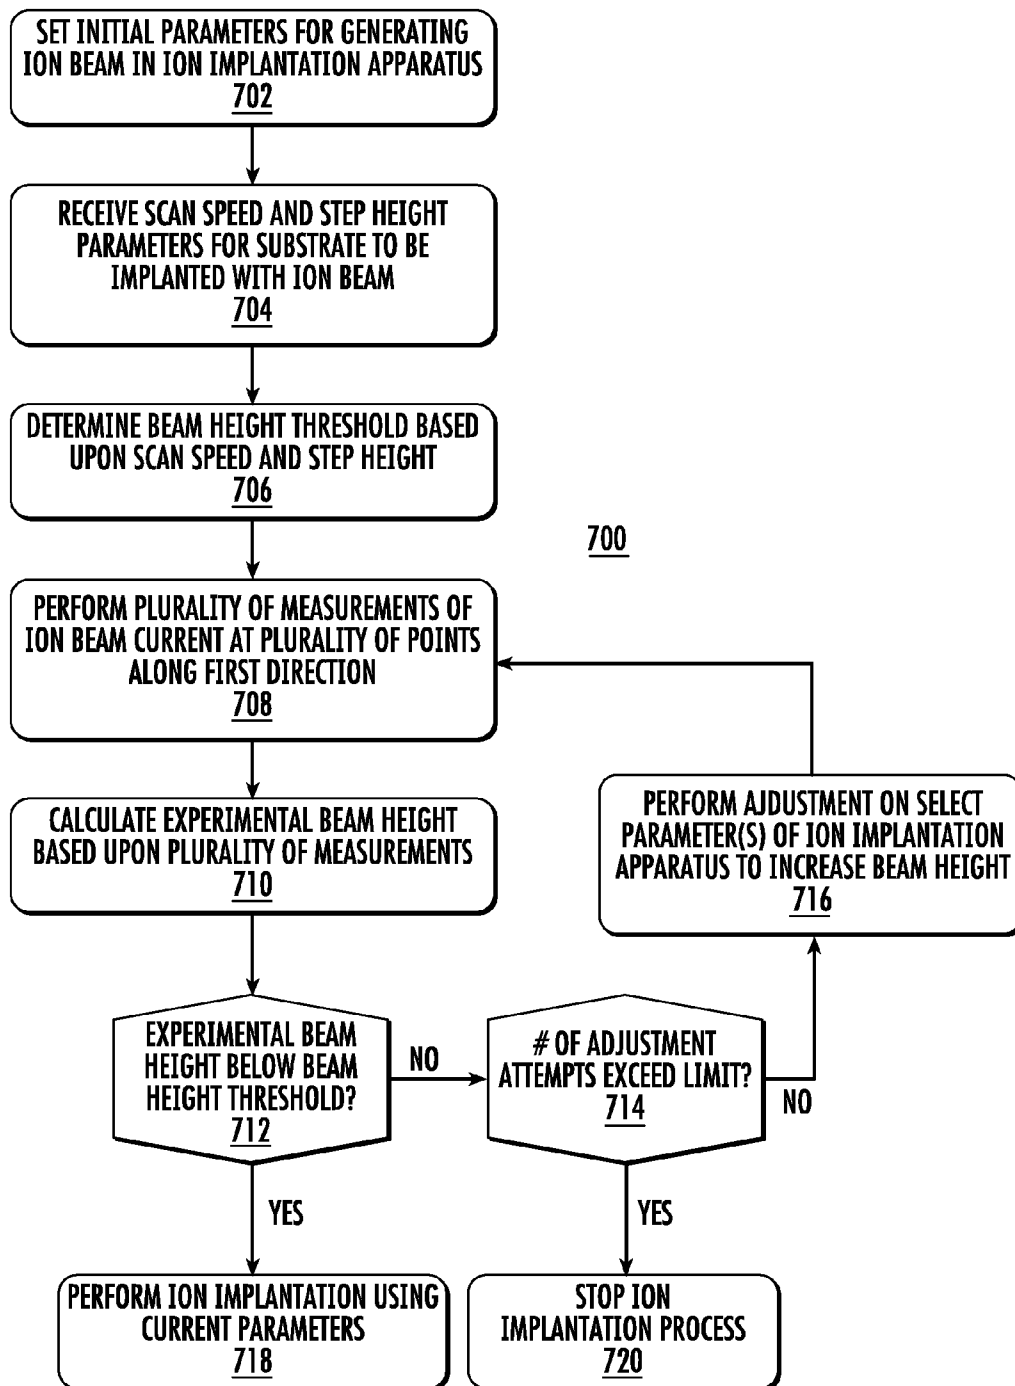 SET INITIAL PARAMETERS FOR GENERATING
ION BEAM IN ION IMPLANTATION APPARATUS
702
RECEIVE SCAN SPEED AND STEP HEIGHT
PARAMETERS FOR SUBSTRATE TO BE
IMPLANTED WITH ION BEAM
704
DETERMINE BEAM HEIGHT THRESHOLD BASED
UPON SCAN SPEED AND STEP HEIGHT
706
700
PERFORM PLURALITY OF MEASUREMENTS OF
ION BEAM CURRENT AT PLURALITY OF POINTS
ALONG FIRST DIRECTION
708
CALCULATE EXPERIMENTAL BEAM HEIGHT
BASED UPON PLURALITY OF MEASUREMENTS
710
PERFORM AJDUSTMENT ON SELECT
PARAMETER(S) OF ION IMPLANTATION
APPARATUS TO INCREASE BEAM HEIGHT
716
EXPERIMENTAL BEAM
HEIGHT BELOW BEAM
HEIGHT THRESHOLD?
712
NO
# OF ADJUSTMENT
ATTEMPTS EXCEED LIMIT?
714
NO
YES
YES
PERFORM ION IMPLANTATION USING
CURRENT PARAMETERS
718
STOP ION
IMPLANTATION PROCESS
720